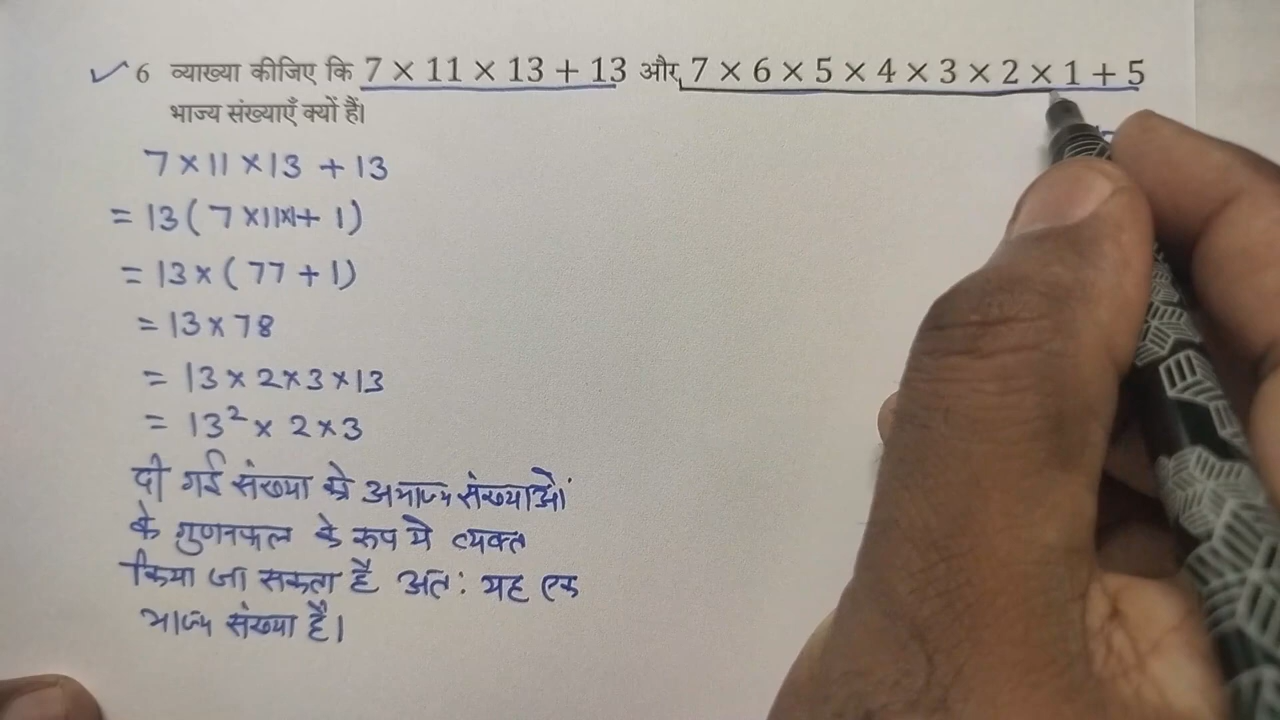 6 व्याख्या कीजिए कि 7 × 11 × 13 + 13 और 7 × 6 × 5 × 4 × 3 × 2 × 1 + 5
भाज्य संख्याएँ क्यों हैं।
7 × 11 × 13 + 13
= 13 ( 7 × 11 × 1 + 1 )
= 13 × ( 77 + 1 )
= 13 × 78
= 13 × 2 × 3 × 13
= 13² × 2 × 3
दी गई संख्या को अभाज्य संख्याओं
के गुणनफल के रूप में व्यक्त
किया जा सकता है अतः यह एक
भाज्य संख्या है।